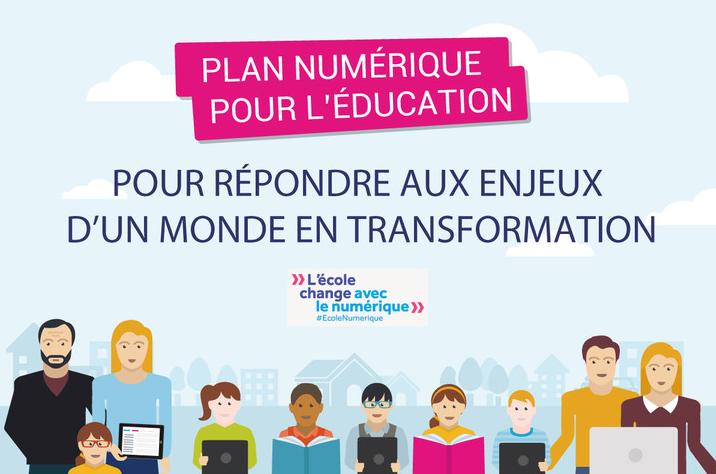 PLAN NUMÉRIQUE
POUR L'ÉDUCATION
POUR RÉPONDRE AUX ENJEUX
D’UN MONDE EN TRANSFORMATION
L’école
change avec
le numérique
#EcoleNumerique